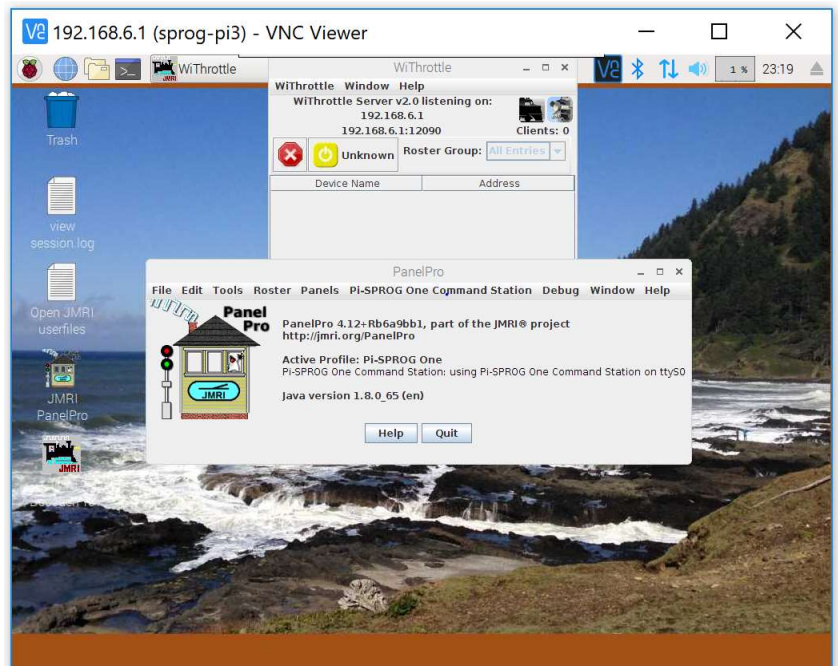 VC 192.168.6.1 (sprog-pi3) - VNC Viewer
WiThrottle
VC
1 %
23:19
WiThrottle
WiThrottle Window Help
WiThrottle Server v2.0 listening on:
192.168.6.1
192.168.6.1:12090
Clients: 0
Unknown
Roster Group: All Entries
Device Name Address
Trash
view
session.log
Open JMRI
userfiles
JMRI
PanelPro
JMRI
PanelPro
File Edit Tools Roster Panels Pi-SPROG One Command Station Debug Window Help
Panel
Pro
JMRI
PanelPro 4.12+Rb6a9bb1, part of the JMRI® project
http://jmri.org/PanelPro
Active Profile: Pi-SPROG One
Pi-SPROG One Command Station: using Pi-SPROG One Command Station on ttyS0
Java version 1.8.0_65 (en)
Help Quit